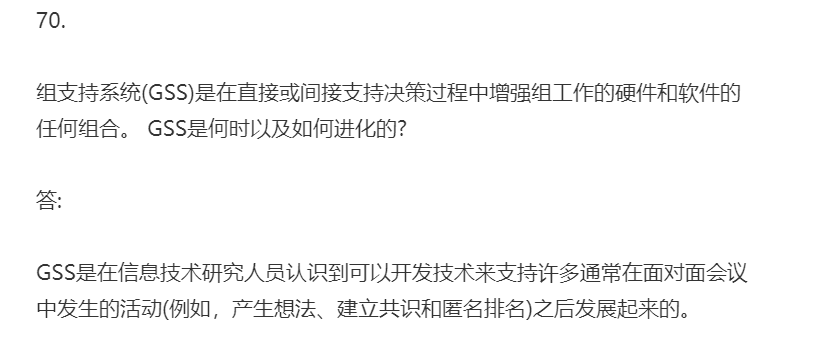 70.
组支持系统(GSS)是在直接或间接支持决策过程中增强组工作的硬件和软件的
任何组合。 GSS是何时以及如何进化的?
答:
GSS是在信息技术研究人员认识到可以开发技术来支持许多通常在面对面会议
中发生的活动(例如，产生想法、建立共识和匿名排名)之后发展起来的。